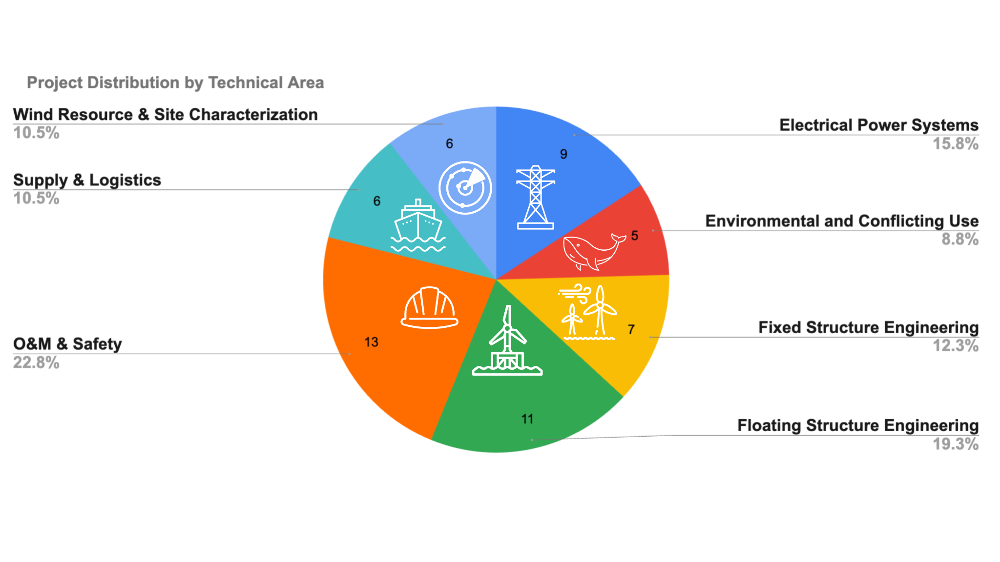 Project Distribution by Technical Area
Wind Resource & Site Characterization
10.5%
Supply & Logistics
10.5%
O&M & Safety
22.8%
6
9
6
5
13
7
11
Electrical Power Systems
15.8%
Environmental and Conflicting Use
8.8%
Fixed Structure Engineering
12.3%
Floating Structure Engineering
19.3%